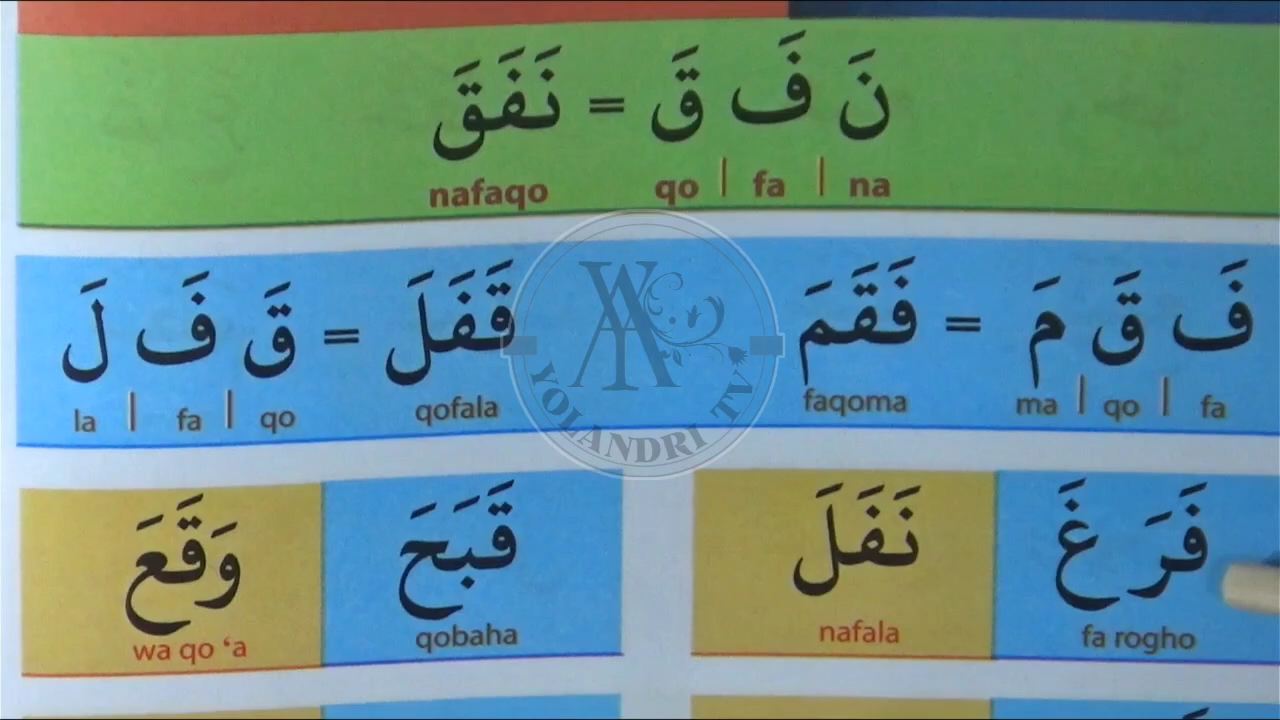 نَ فَ قَ = نَفَقَ
na | fa | qo nafaqo
فَ قَ مَ = فَقَمَ
fa | qo | ma faqoma
قَفَلَ = قَ فَ لَ
qofala qo | fa | la
فَرَغَ
fa rogho
نَفَلَ
nafala
قَبَحَ
qobaha
وَقَعَ
wa qo ‘a
YOLANDRI TV